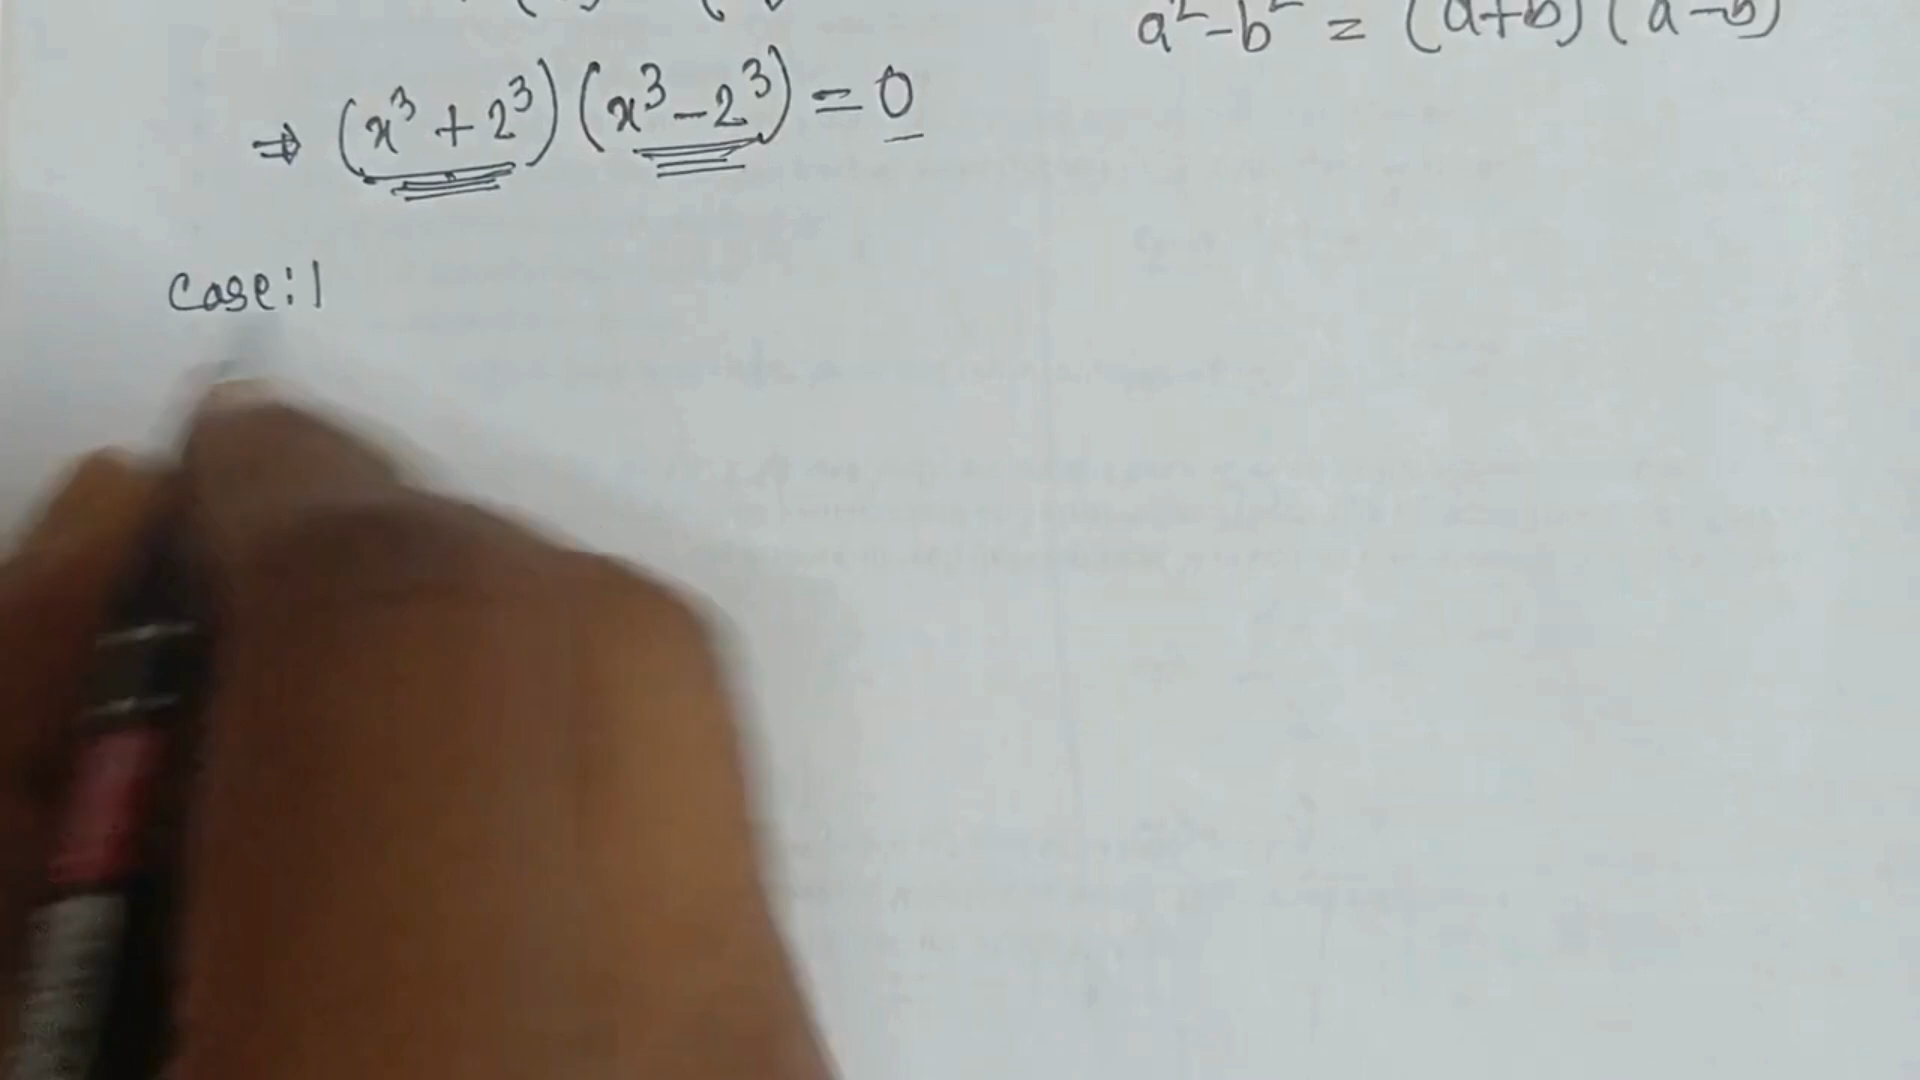 a² - b² = (a+b) (a-b)
⇒ (x³ + 2³) (x³ - 2³) = 0
Case: 1